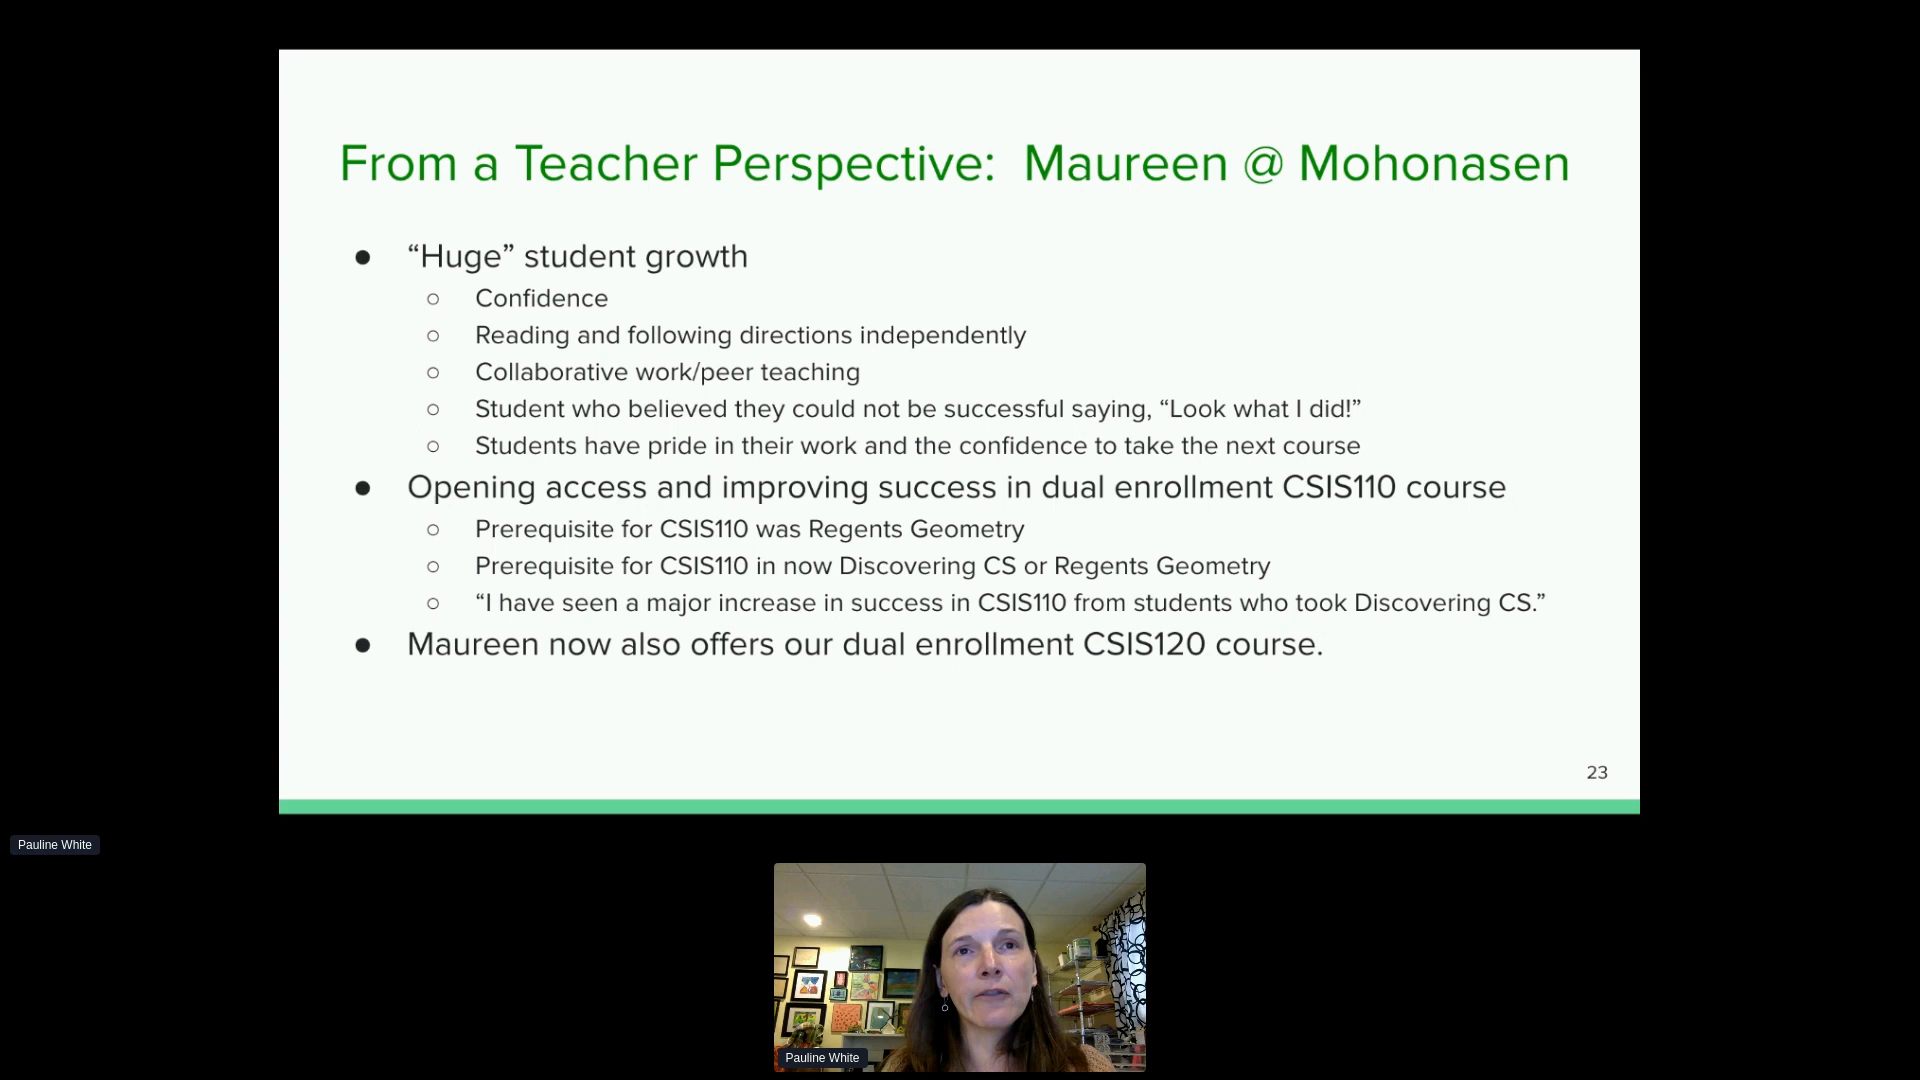 From a Teacher Perspective:  Maureen @ Mohonasen
● “Huge” student growth
○ Confidence
○ Reading and following directions independently
○ Collaborative work/peer teaching
○ Student who believed they could not be successful saying, “Look what I did!”
○ Students have pride in their work and the confidence to take the next course
● Opening access and improving success in dual enrollment CSIS110 course
○ Prerequisite for CSIS110 was Regents Geometry
○ Prerequisite for CSIS110 in now Discovering CS or Regents Geometry
○ “I have seen a major increase in success in CSIS110 from students who took Discovering CS.”
● Maureen now also offers our dual enrollment CSIS120 course.
23
Pauline White
Pauline White